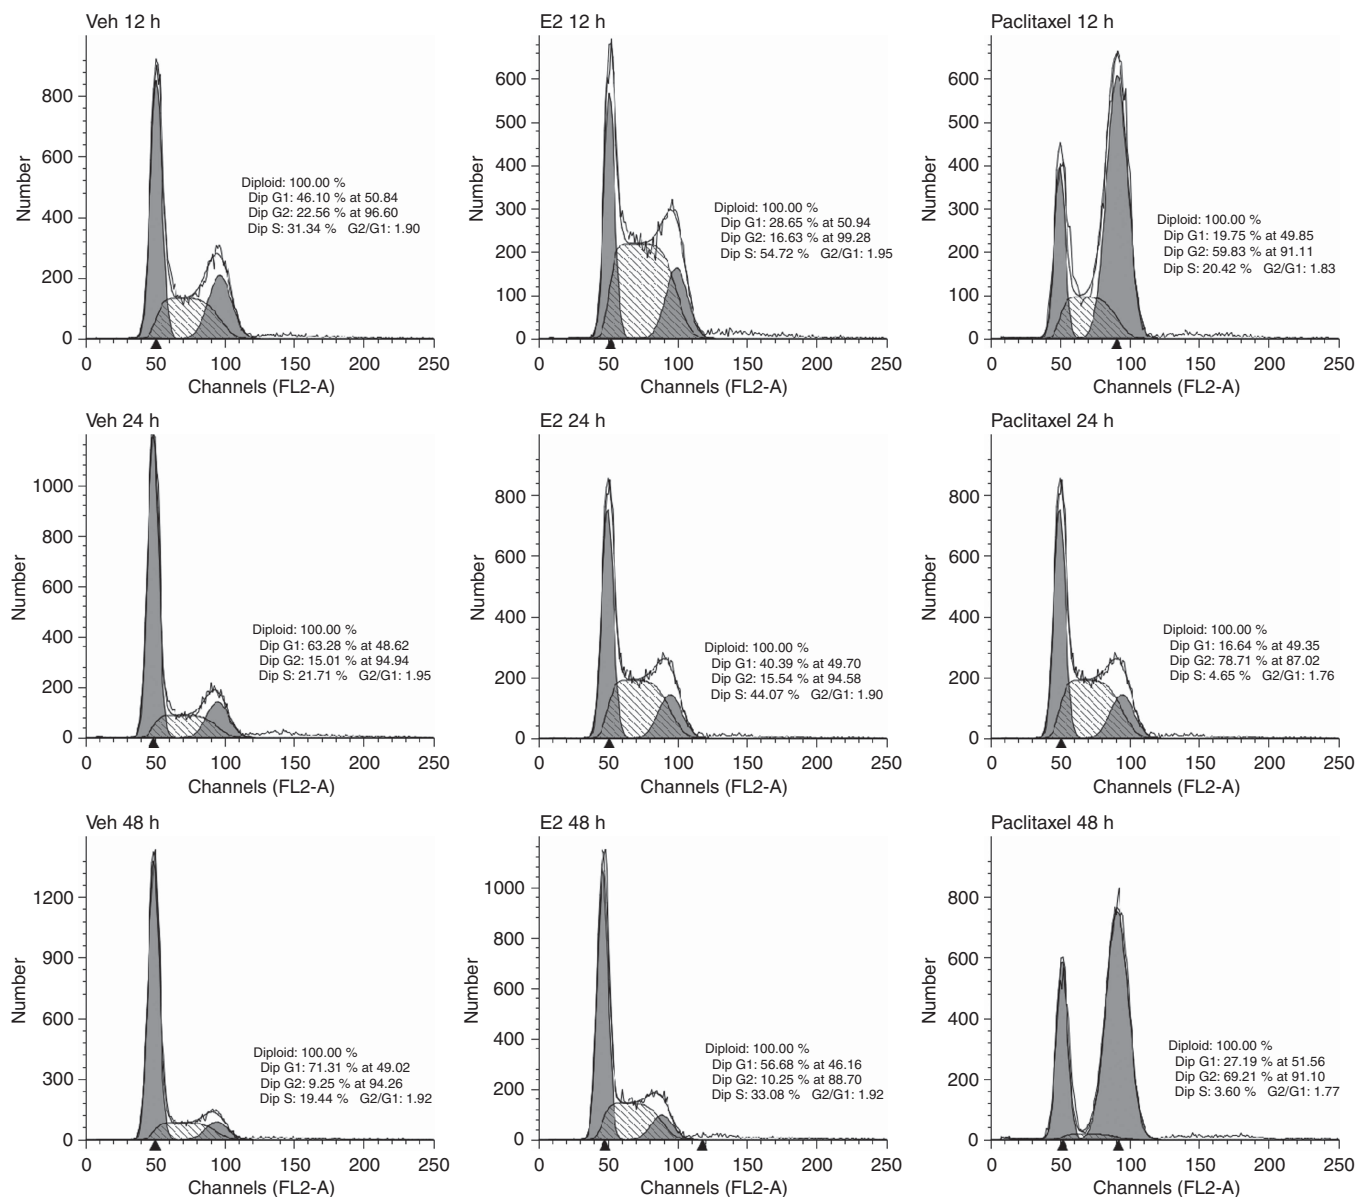 Veh 12 h
Number
800
600
400
200
0
0 50 100 150 200 250
Channels (FL2-A)
Diploid: 100.00 %
Dip G1: 46.10 % at 50.84
Dip G2: 22.56 % at 96.60
Dip S: 31.34 % G2/G1: 1.90
E2 12 h
Number
600
500
400
300
200
100
0
0 50 100 150 200 250
Channels (FL2-A)
Diploid: 100.00 %
Dip G1: 28.65 % at 50.94
Dip G2: 16.63 % at 99.28
Dip S: 54.72 % G2/G1: 1.95
Paclitaxel 12 h
Number
600
500
400
300
200
100
0
0 50 100 150 200 250
Channels (FL2-A)
Diploid: 100.00 %
Dip G1: 19.75 % at 49.85
Dip G2: 59.83 % at 91.11
Dip S: 20.42 % G2/G1: 1.83
Veh 24 h
Number
1000
800
600
400
200
0
0 50 100 150 200 250
Channels (FL2-A)
Diploid: 100.00 %
Dip G1: 63.28 % at 48.62
Dip G2: 15.01 % at 94.94
Dip S: 21.71 % G2/G1: 1.95
E2 24 h
Number
800
600
400
200
0
0 50 100 150 200 250
Channels (FL2-A)
Diploid: 100.00 %
Dip G1: 40.39 % at 49.70
Dip G2: 15.54 % at 94.58
Dip S: 44.07 % G2/G1: 1.90
Paclitaxel 24 h
Number
800
600
400
200
0
0 50 100 150 200 250
Channels (FL2-A)
Diploid: 100.00 %
Dip G1: 16.64 % at 49.35
Dip G2: 78.71 % at 87.02
Dip S: 4.65 % G2/G1: 1.76
Veh 48 h
Number
1200
900
600
300
0
0 50 100 150 200 250
Channels (FL2-A)
Diploid: 100.00 %
Dip G1: 71.31 % at 49.02
Dip G2: 9.25 % at 94.26
Dip S: 19.44 % G2/G1: 1.92
E2 48 h
Number
1000
800
600
400
200
0
0 50 100 150 200 250
Channels (FL2-A)
Diploid: 100.00 %
Dip G1: 56.68 % at 46.16
Dip G2: 10.25 % at 88.70
Dip S: 33.08 % G2/G1: 1.92
Paclitaxel 48 h
Number
800
600
400
200
0
0 50 100 150 200 250
Channels (FL2-A)
Diploid: 100.00 %
Dip G1: 27.19 % at 51.56
Dip G2: 69.21 % at 91.10
Dip S: 3.60 % G2/G1: 1.77